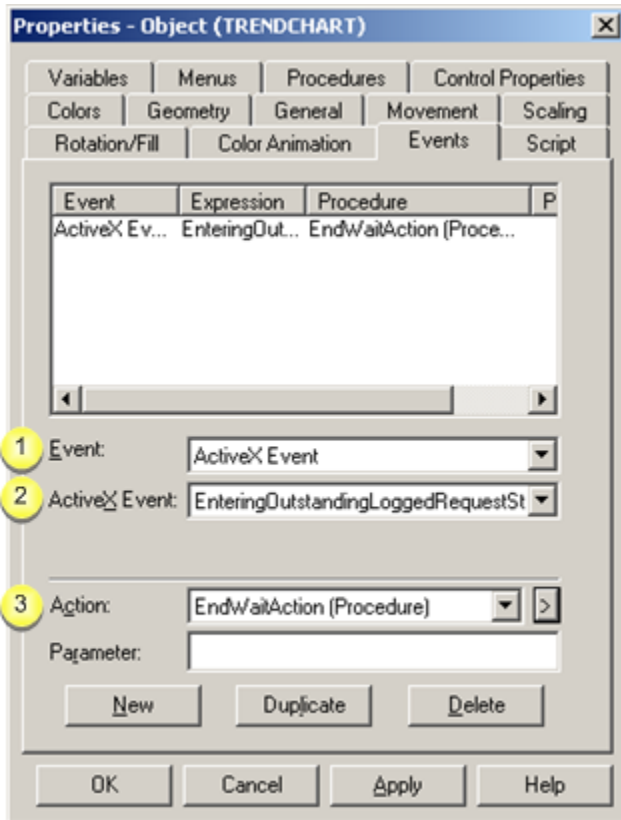 Properties - Object (TRENDCHART)
Variables Menus Procedures Control Properties
Colors Geometry General Movement Scaling
Rotation/Fill Color Animation Events Script
Event Expression Procedure P
ActiveX Ev... EnteringOut... EndWaitAction (Proce...
1 Event: ActiveX Event
2 ActiveX Event: EnteringOutstandingLoggedRequestSt
3 Action: EndWaitAction (Procedure) >
Parameter:
New Duplicate Delete
OK Cancel Apply Help